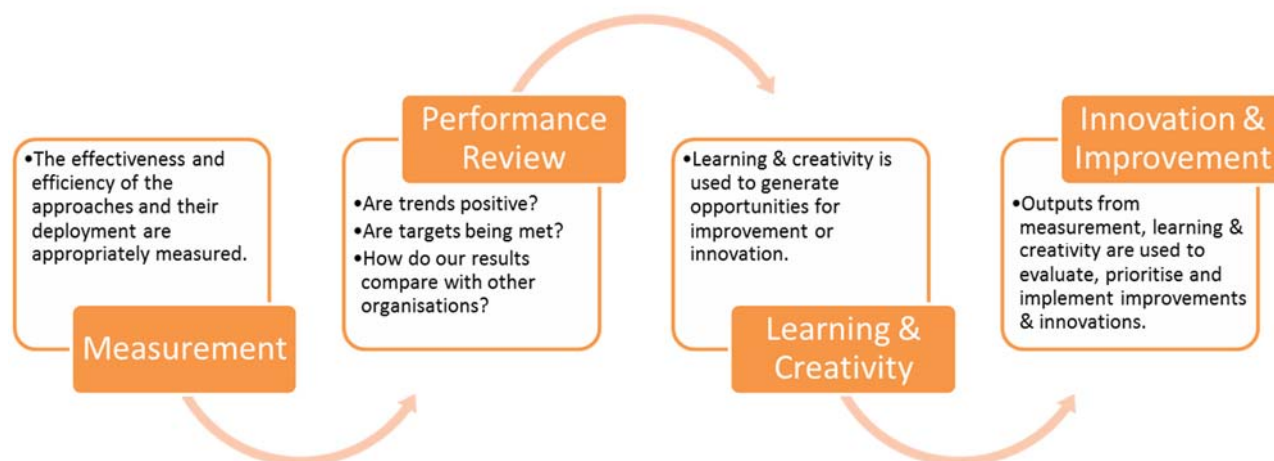 •The effectiveness and
efficiency of the
approaches and their
deployment are
appropriately measured.
Measurement
Performance
Review
•Are trends positive?
•Are targets being met?
•How do our results
compare with other
organisations?
•Learning & creativity is
used to generate
opportunities for
improvement or
innovation.
Learning &
Creativity
Innovation &
Improvement
•Outputs from
measurement, learning &
creativity are used to
evaluate, prioritise and
implement improvements
& innovations.